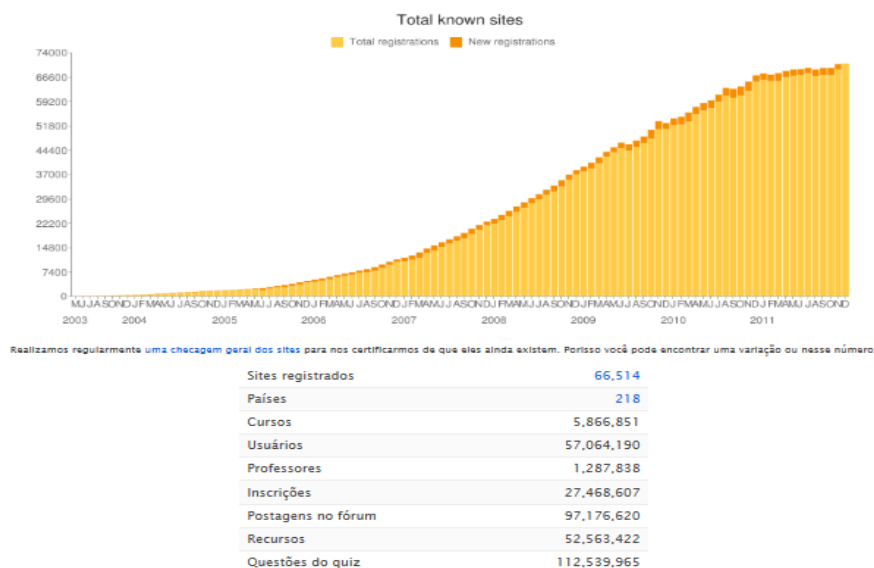 Total known sites
Total registrations New registrations
74000
66600
59200
51800
44400
37000
29600
22200
14800
7400
0
MJJASONDJFMAMJJASONDJFMAMJJASONDJFMAMJJASONDJFMAMJJASONDJFMAMJJASONDJFMAMJJASONDJFMAMJJASONDJFMAMJJASOND
2003 2004 2005 2006 2007 2008 2009 2010 2011
Realizamos regularmente uma checagem geral dos sites para nos certificarmos de que eles ainda existem. Porisso você pode encontrar uma variação ou nesse número
Sites registrados 66,514
Países 218
Cursos 5,866,851
Usuários 57,064,190
Professores 1,287,838
Inscrições 27,468,607
Postagens no fórum 97,176,620
Recursos 52,563,422
Questões do quiz 112,539,965